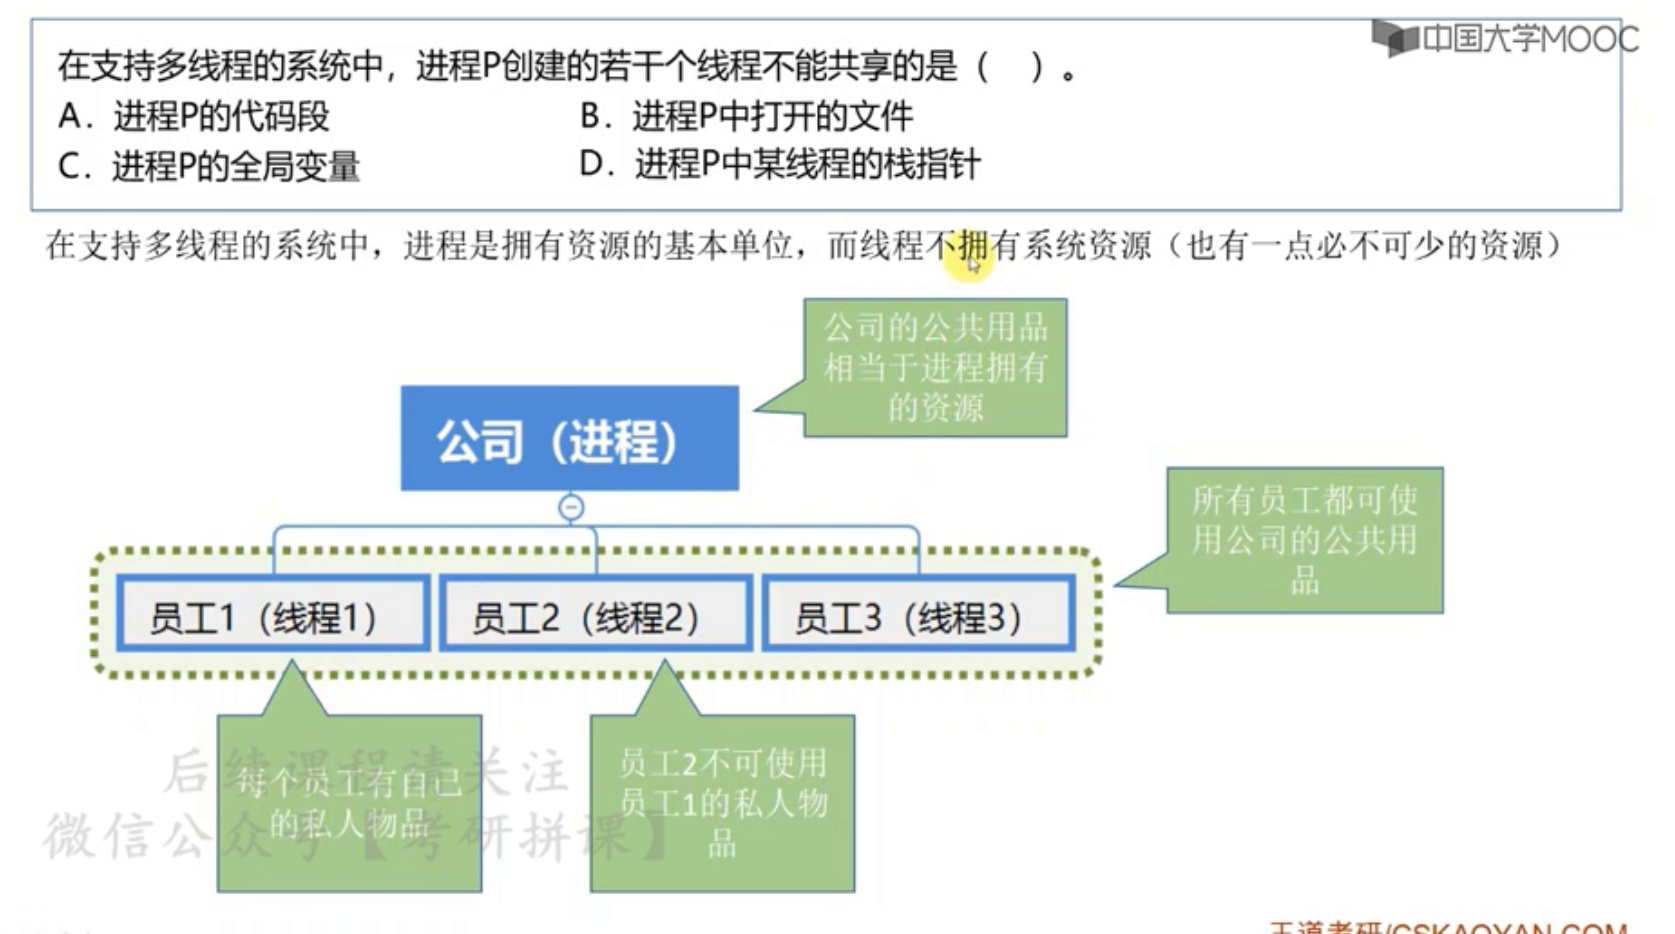 中国大学MOOC
在支持多线程的系统中，进程P创建的若干个线程不能共享的是（　）。
A．进程P的代码段
B．进程P中打开的文件
C．进程P的全局变量
D．进程P中某线程的栈指针
在支持多线程的系统中，进程是拥有资源的基本单位，而线程不拥有系统资源（也有一点必不可少的资源）
公司的公共用品
相当于进程拥有
的资源
公司（进程）
所有员工都可使
用公司的公共用
品
员工1（线程1）
员工2（线程2）
员工3（线程3）
每个员工有自己
的私人物品
员工2不可使用
员工1的私人物
品
后续课程请关注
微信公众号【考研拼课】
王道考研/CSKAOYAN.COM